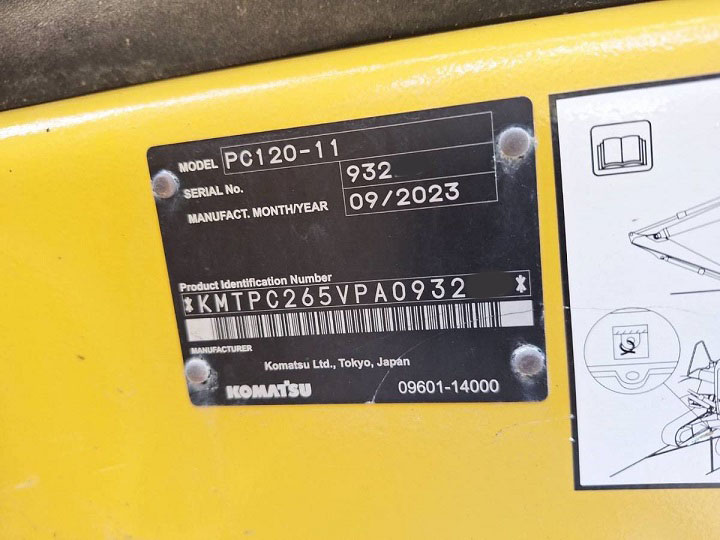 MODEL PC120-11
SERIAL No. 932
MANUFACT. MONTH/YEAR 09/2023
Product Identification Number
*KMTPC265VPA0932 *
MANUFACTURER
Komatsu Ltd., Tokyo, Japan
KOMATSU 09601-14000